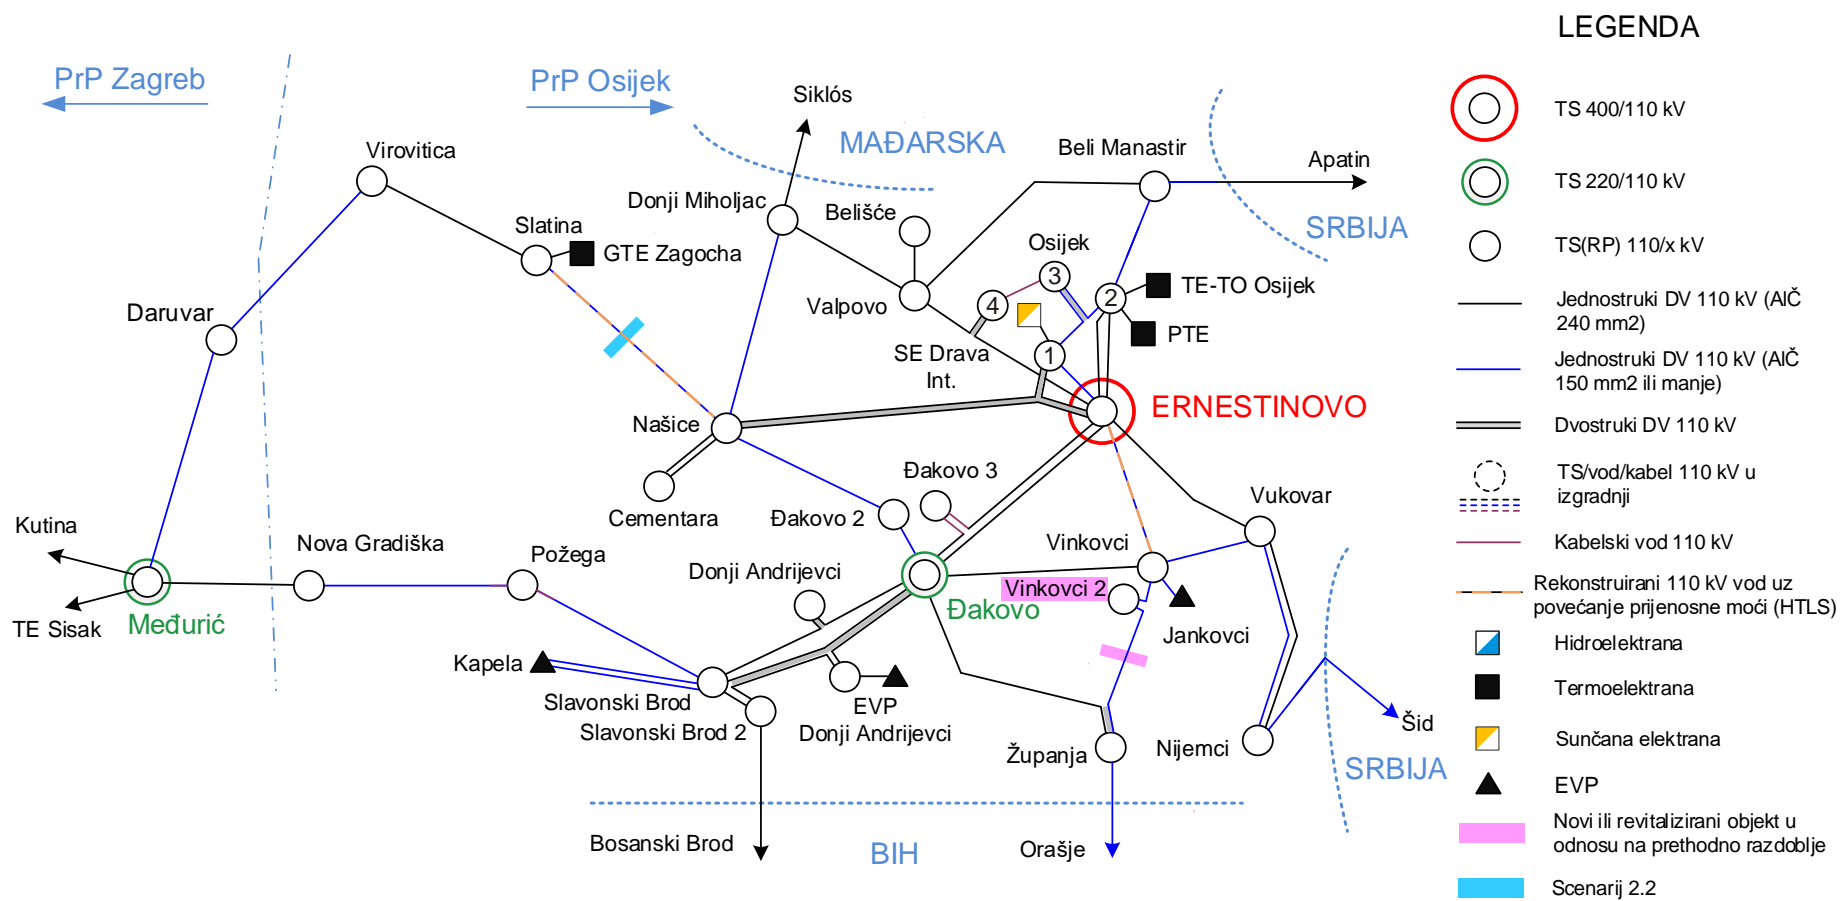 LEGENDA
PrP Zagreb
PrP Osijek
Siklós
MAĐARSKA
Beli Manastir
Apatin
SRBIJA
Virovitica
Donji Miholjac
Belišće
Slatina
GTE Zagocha
Osijek
3
4
2
1
TE-TO Osijek
PTE
Daruvar
Valpovo
SE Drava
Int.
ERNESTINOVO
Našice
Đakovo 3
Cementara
Đakovo 2
Vukovar
Vinkovci
Kutina
Nova Gradiška
Požega
Donji Andrijevci
Vinkovci 2
Đakovo
TE Sisak
Međurić
Jankovci
Kapela
Slavonski Brod
Slavonski Brod 2
EVP
Donji Andrijevci
Županja
Nijemci
Šid
SRBIJA
Bosanski Brod
BIH
Orašje
TS 400/110 kV
TS 220/110 kV
TS(RP) 110/x kV
Jednostruki DV 110 kV (AlČ
240 mm2)
Jednostruki DV 110 kV (AlČ
150 mm2 ili manje)
Dvostruki DV 110 kV
TS/vod/kabel 110 kV u
izgradnji
Kabelski vod 110 kV
Rekonstruirani 110 kV vod uz
povećanje prijenosne moći (HTLS)
Hidroelektrana
Termoelektrana
Sunčana elektrana
EVP
Novi ili revitalizirani objekt u
odnosu na prethodno razdoblje
Scenarij 2.2